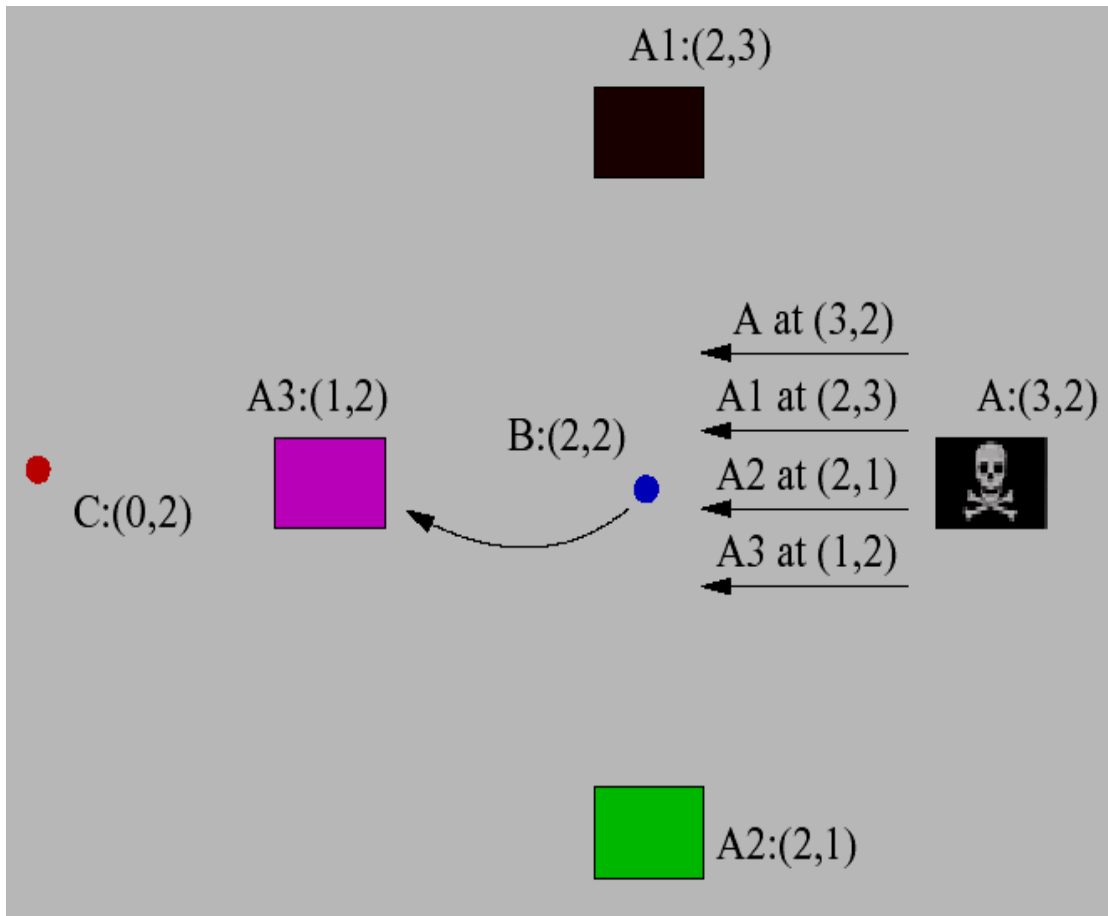 A1:(2,3)
A at (3,2)
A3:(1,2)
A1 at (2,3)
A:(3,2)
B:(2,2)
A2 at (2,1)
C:(0,2)
A3 at (1,2)
A2:(2,1)